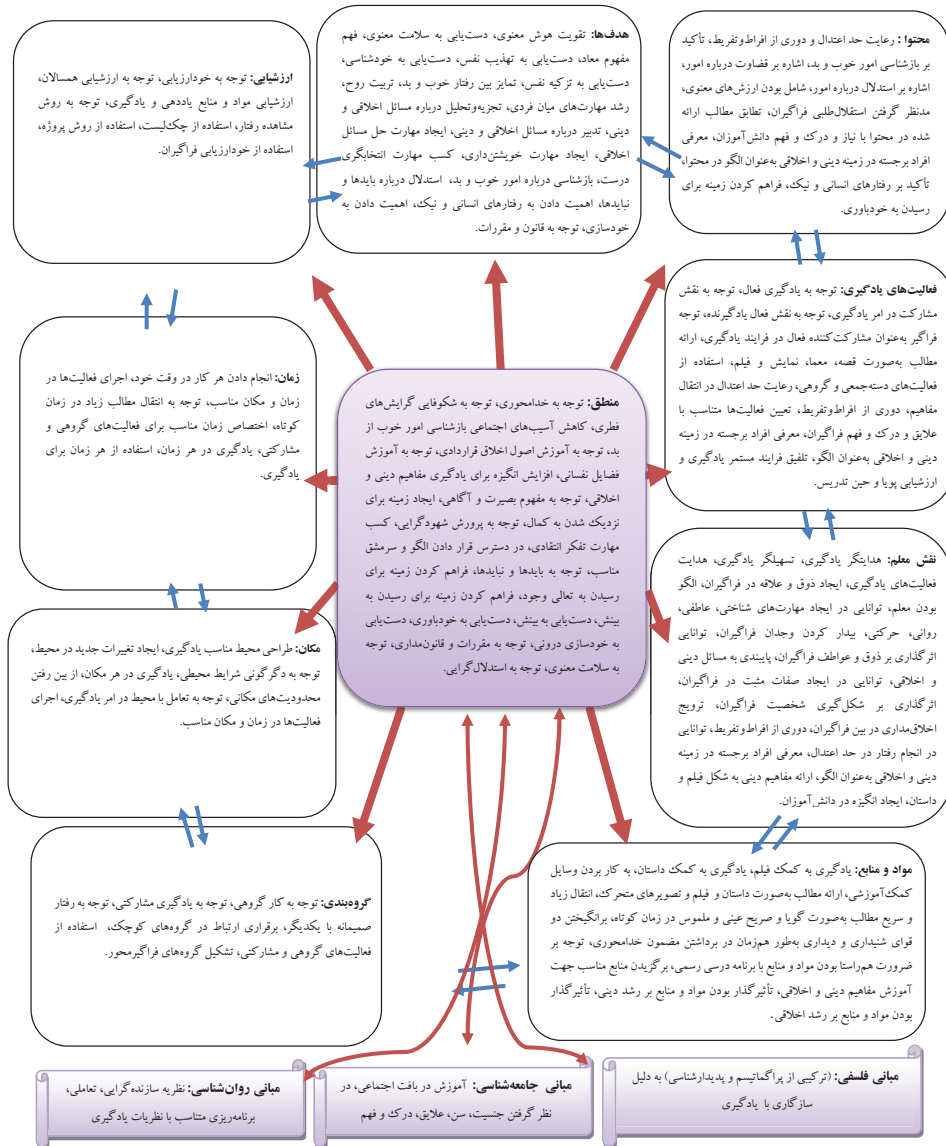 هدف‌ها: تقویت هوش معنوی، دست‌یابی به سلامت معنوی، فهم
مفهوم معاد، دست‌یابی به تهذیب نفس، دست‌یابی به خودشناسی،
دست‌یابی به تزکیه نفس، تمایز بین رفتار خوب و بد، تربیت روح،
رشد مهارت‌های میان فردی، تجزیه‌وتحلیل درباره مسائل اخلاقی و
دینی، تدبیر درباره مسائل اخلاقی و دینی، ایجاد مهارت حل مسائل
اخلاقی، ایجاد مهارت خویشتن‌داری، کسب مهارت انتخابگری
درست، بازشناسی درباره امور خوب و بد، استدلال درباره بایدها و
نبایدها، اهمیت دادن به رفتارهای انسانی و نیک، اهمیت دادن به
خودسازی، توجه به قانون و مقررات.
محتوا: رعایت حد اعتدال و دوری از افراط‌وتفریط، تأکید
بر بازشناسی امور خوب و بد، اشاره بر قضاوت درباره امور،
اشاره بر استدلال درباره امور، شامل بودن ارزش‌های معنوی،
مدنظر گرفتن استقلال‌طلبی فراگیران، تطابق مطالب ارائه
شده در محتوا با نیاز و درک و فهم دانش‌آموزان، معرفی
افراد برجسته در زمینه دینی و اخلاقی به‌عنوان الگو در محتوا،
تأکید بر رفتارهای انسانی و نیک، فراهم کردن زمینه برای
رسیدن به خودباوری.
فعالیت‌های یادگیری: توجه به یادگیری فعال، توجه به نقش
مشارکت در امر یادگیری، توجه به نقش فعال یادگیرنده، توجه
فراگیر به‌عنوان مشارکت‌کننده فعال در فرایند یادگیری، ارائه
مطالب به‌صورت قصه، معما، نمایش و فیلم، استفاده از
فعالیت‌های دسته‌جمعی و گروهی، رعایت حد اعتدال در انتقال
مفاهیم، دوری از افراط‌وتفریط، تعیین فعالیت‌ها متناسب با
علایق و درک و فهم فراگیران، معرفی افراد برجسته در زمینه
دینی و اخلاقی به‌عنوان الگو، تلفیق فرایند مستمر یادگیری و
ارزشیابی پویا و حین تدریس.
نقش معلم: هدایتگر یادگیری، تسهیلگر یادگیری، هدایت
فعالیت‌های یادگیری، ایجاد ذوق و علاقه در فراگیران، الگو
بودن معلم، توانایی در ایجاد مهارت‌های شناختی، عاطفی،
روانی، حرکتی، بیدار کردن وجدان فراگیران، توانایی
اثرگذاری بر ذوق و عواطف فراگیران، پایبندی به مسائل دینی
و اخلاقی، توانایی در ایجاد صفات مثبت در فراگیران،
اثرگذاری بر شکل‌گیری شخصیت فراگیران، ترویج
اخلاق‌مداری در بین فراگیران، دوری از افراط‌وتفریط، توانایی
در انجام رفتار در حد اعتدال، معرفی افراد برجسته در زمینه
دینی و اخلاقی به‌عنوان الگو، ارائه مفاهیم دینی به شکل فیلم و
داستان، ایجاد انگیزه در دانش‌آموزان.
مواد و منابع: یادگیری به کمک فیلم، یادگیری به کمک داستان، به کار بردن وسایل
کمک‌آموزشی، ارائه مطالب به‌صورت داستان و فیلم و تصویرهای متحرک، انتقال زیاد
و سریع مطالب به‌صورت گویا و صریح عینی و ملموس در زمان کوتاه، برانگیختن دو
قوای شنیداری و دیداری به‌طور هم‌زمان در برداشتن مضمون خدامحوری، توجه بر
ضرورت هم‌راستا بودن مواد و منابع با برنامه درسی رسمی، برگزیدن منابع مناسب جهت
آموزش مفاهیم دینی و اخلاقی، تأثیرگذار بودن مواد و منابع بر رشد دینی، تأثیرگذار
بودن مواد و منابع بر رشد اخلاقی.
منطق: توجه به خدامحوری، توجه به شکوفایی گرایش‌های
فطری، کاهش آسیب‌های اجتماعی بازشناسی امور خوب از
بد، توجه به آموزش اصول اخلاق قراردادی، توجه به آموزش
فضایل نفسانی، افزایش انگیزه برای یادگیری مفاهیم دینی و
اخلاقی، توجه به مفهوم بصیرت و آگاهی، ایجاد زمینه برای
نزدیک شدن به کمال، توجه به پرورش شهودگرایی، کسب
مهارت تفکر انتقادی، در دسترس قرار دادن الگو و سرمشق
مناسب، توجه به بایدها و نبایدها، فراهم کردن زمینه برای
رسیدن به تعالی وجود، فراهم کردن زمینه برای رسیدن به
بینش، دست‌یابی به بینش، دست‌یابی به خودباوری، دست‌یابی
به خودسازی درونی، توجه به مقررات و قانون‌مداری، توجه
به سلامت معنوی، توجه به استدلال‌گرایی.
ارزشیابی: توجه به خودارزیابی، توجه به ارزشیابی همسالان،
ارزشیابی مواد و منابع یاددهی و یادگیری، توجه به روش
مشاهده رفتار، استفاده از چک‌لیست، استفاده از روش پروژه،
استفاده از خودارزیابی فراگیران.
زمان: انجام دادن هر کار در وقت خود، اجرای فعالیت‌ها در
زمان و مکان مناسب، توجه به انتقال مطالب زیاد در زمان
کوتاه، اختصاص زمان مناسب برای فعالیت‌های گروهی و
مشارکتی، یادگیری در هر زمان، استفاده از هر زمان برای
یادگیری.
مکان: طراحی محیط مناسب یادگیری، ایجاد تغییرات جدید در محیط،
توجه به دگرگونی شرایط محیطی، یادگیری در هر مکان، از بین رفتن
محدودیت‌های مکانی، توجه به تعامل با محیط در امر یادگیری، اجرای
فعالیت‌ها در زمان و مکان مناسب.
گروه‌بندی: توجه به کار گروهی، توجه به یادگیری مشارکتی، توجه به رفتار
صمیمانه با یکدیگر، برقراری ارتباط در گروه‌های کوچک، استفاده از
فعالیت‌های گروهی و مشارکتی، تشکیل گروه‌های فراگیرمحور.
مبانی فلسفی: (ترکیبی از پراگماتیسم و پدیدارشناسی) به دلیل
سازگاری با یادگیری
مبانی جامعه‌شناسی: آموزش در بافت اجتماعی، در
نظر گرفتن جنسیت، سن، علایق، درک و فهم
مبانی روان‌شناسی: نظریه سازنده‌گرایی، تعاملی،
برنامه‌ریزی متناسب با نظریات یادگیری